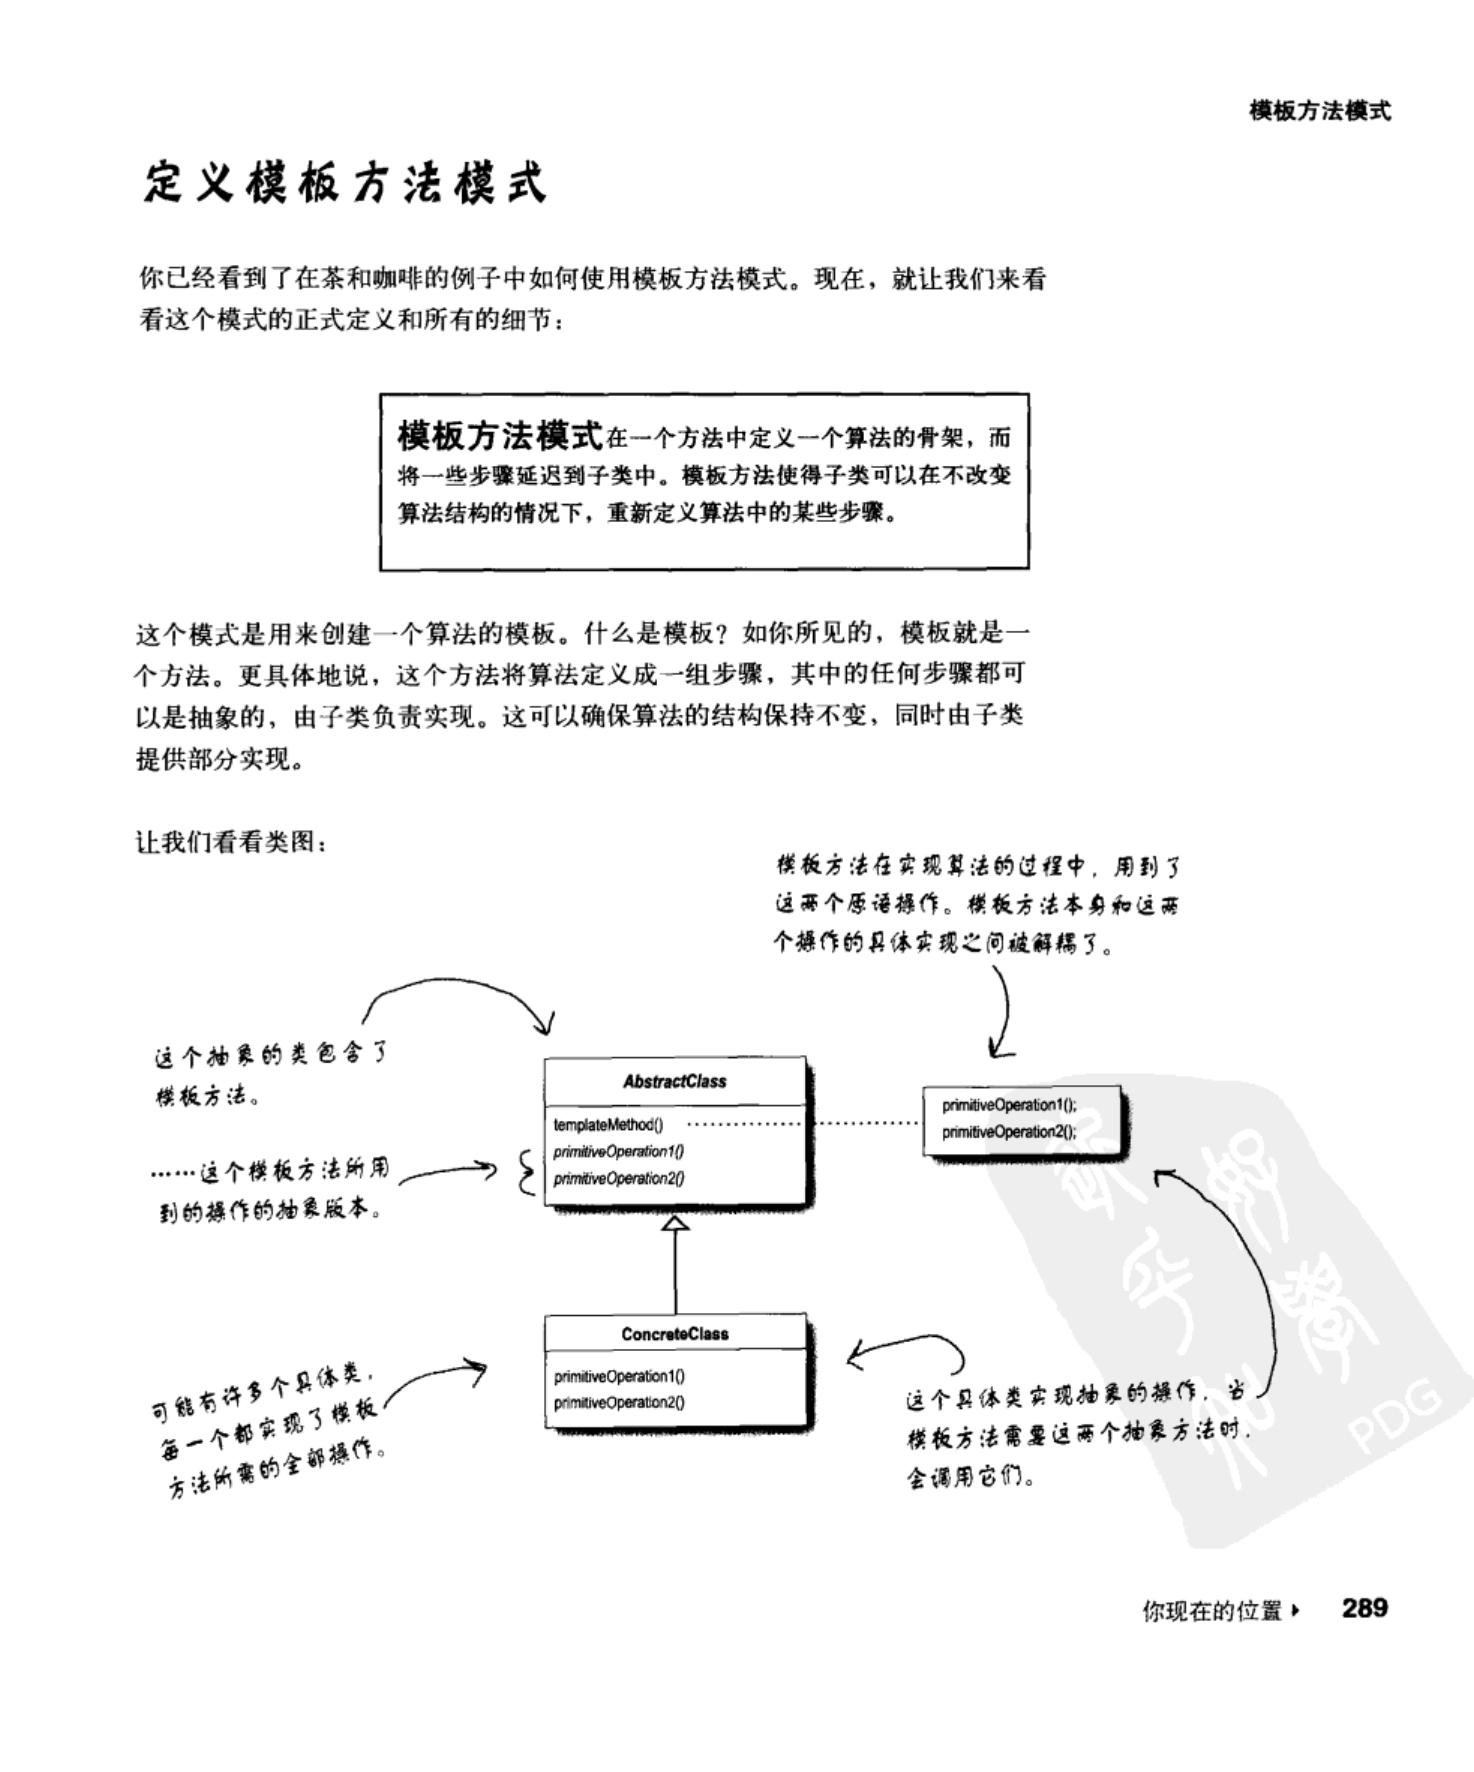 模板方法模式
定义模板方法模式
你已经看到了在茶和咖啡的例子中如何使用模板方法模式。现在，就让我们来看
看这个模式的正式定义和所有的细节：
模板方法模式在一个方法中定义一个算法的骨架，而
将一些步骤延迟到子类中。模板方法使得子类可以在不改变
算法结构的情况下，重新定义算法中的某些步骤。
这个模式是用来创建一个算法的模板。什么是模板？如你所见的，模板就是一
个方法。更具体地说，这个方法将算法定义成一组步骤，其中的任何步骤都可
以是抽象的，由子类负责实现。这可以确保算法的结构保持不变，同时由子类
提供部分实现。
让我们看看类图：
模板方法在实现算法的过程中，用到了
这两个原语操作。模板方法本身和这两
个操作的具体实现之间被解耦了。
这个抽象的类包含了
模板方法。
AbstractClass
templateMethod()
primitiveOperation1()
primitiveOperation2()
primitiveOperation1();
primitiveOperation2();
……这个模板方法所用
到的操作的抽象版本。
ConcreteClass
primitiveOperation1()
primitiveOperation2()
可能有许多个具体类，
每一个都实现了模板
方法所需的全部操作。
这个具体类实现抽象的操作，当
模板方法需要这两个抽象方法时，
会调用它们。
PDG
你现在的位置 ▸ 289